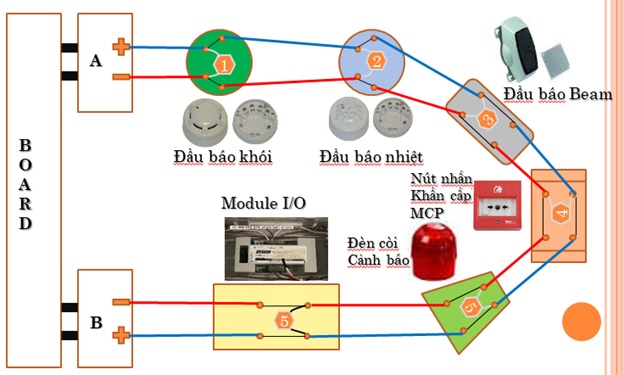 BOARD
A
+
-
1
Đầu báo khói
2
Đầu báo nhiệt
3
Đầu báo Beam
4
Nút nhấn
Khẩn cấp
MCP
Đèn còi
Cảnh báo
5
Module I/O
5
B
-
+